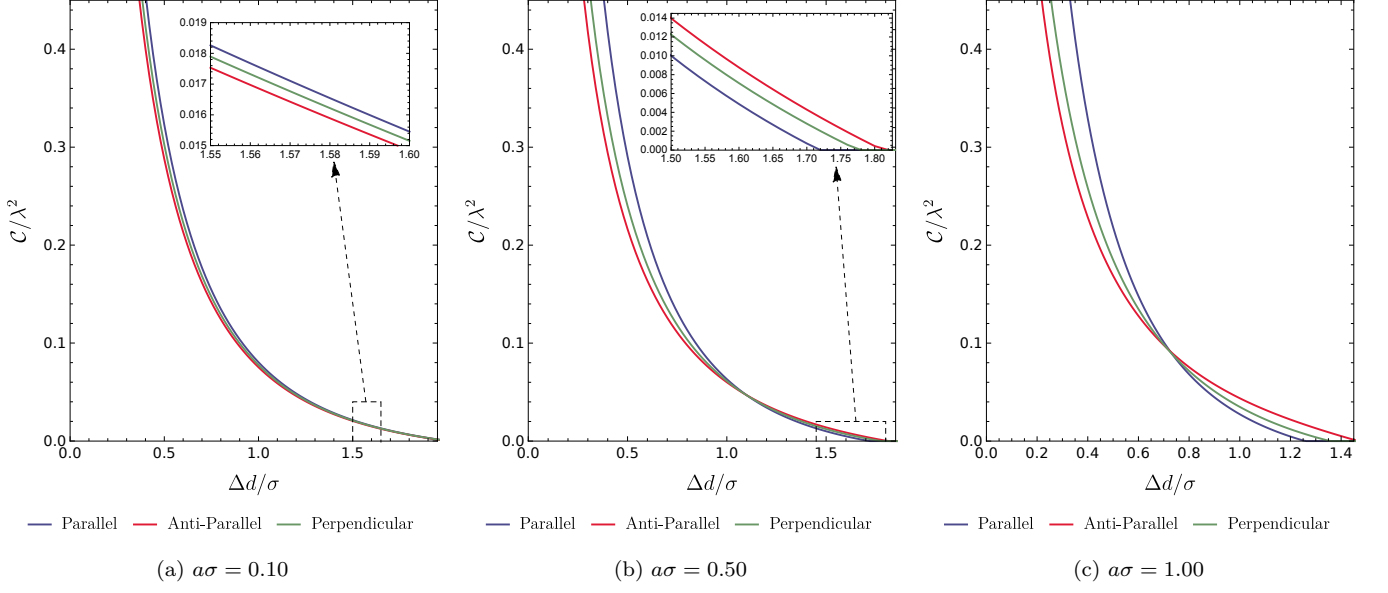 0.4
0.3
0.2
0.1
0.0
0.0 0.5 1.0 1.5
C/λ²
Δd/σ
0.019
0.018
0.017
0.016
0.015
1.55 1.56 1.57 1.58 1.59 1.60
Parallel Anti-Parallel Perpendicular
(a) aσ = 0.10
0.4
0.3
0.2
0.1
0.0
0.0 0.5 1.0 1.5
C/λ²
Δd/σ
0.014
0.012
0.010
0.008
0.006
0.004
0.002
0.000
1.50 1.55 1.60 1.65 1.70 1.75 1.80
Parallel Anti-Parallel Perpendicular
(b) aσ = 0.50
0.4
0.3
0.2
0.1
0.0
0.0 0.2 0.4 0.6 0.8 1.0 1.2 1.4
C/λ²
Δd/σ
Parallel Anti-Parallel Perpendicular
(c) aσ = 1.00